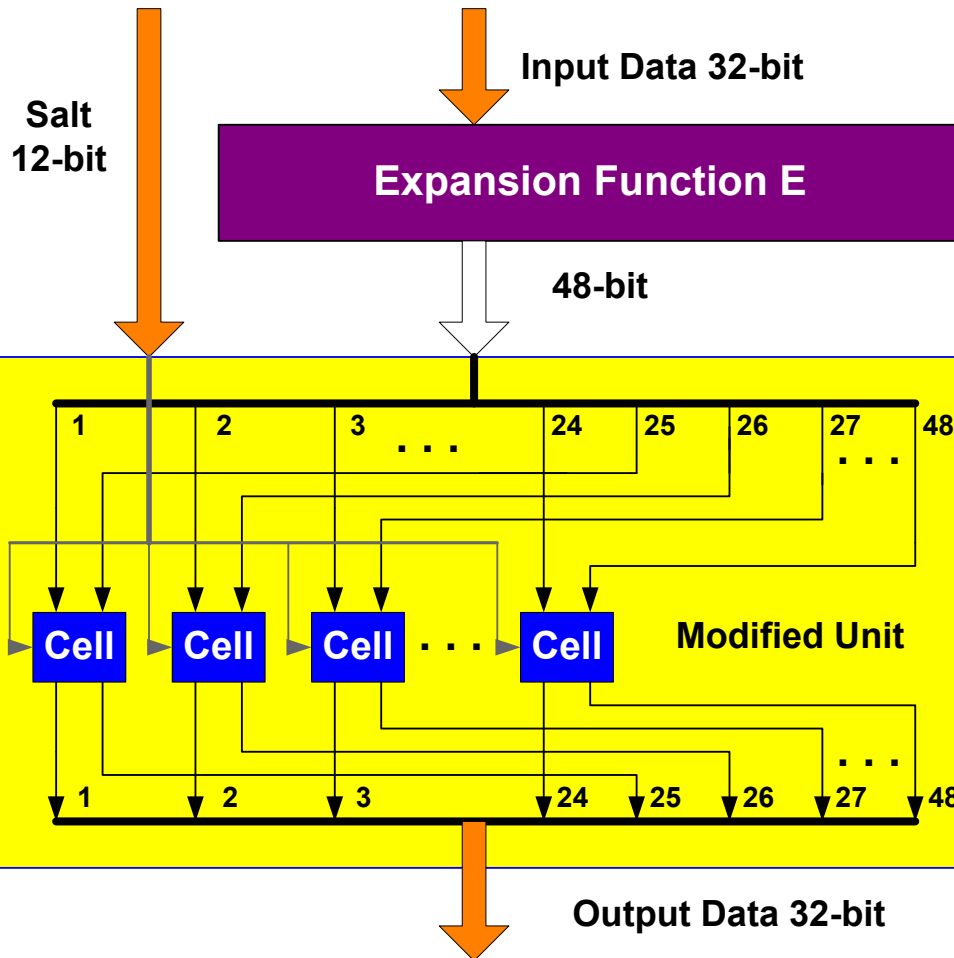 Input Data 32-bit
Salt
12-bit
Expansion Function E
48-bit
1 2 3 24 25 26 27 48
. . . . . .
Cell Cell Cell . . . Cell Modified Unit
. . .
1 2 3 24 25 26 27 48
Output Data 32-bit